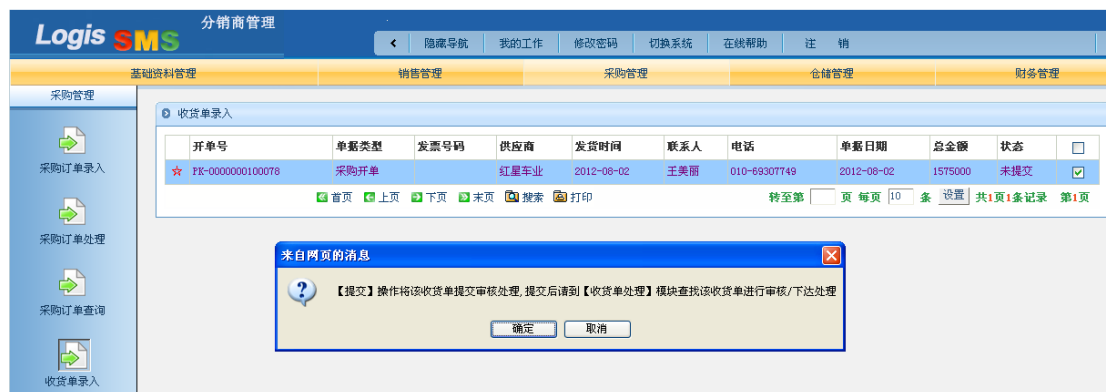 Logis SMS 分销商管理
隐藏导航 我的工作 修改密码 切换系统 在线帮助 注 销
基础资料管理 销售管理 采购管理 仓储管理 财务管理
采购管理
采购订单录入
采购订单处理
采购订单查询
收货单录入
收货单录入
开单号 单据类型 发票号码 供应商 发货时间 联系人 电话 单据日期 总金额 状态
PK-0000000100078 采购开单 红星车业 2012-08-02 王美丽 010-69307749 2012-08-02 1575000 未提交
首页 上页 下页 末页 搜索 打印 转至第 页 每页 10 条 设置 共1页1条记录 第1页
来自网页的消息
【提交】操作将该收货单提交审核处理,提交后请到【收货单处理】模块查找该收货单进行审核/下达处理
确定 取消